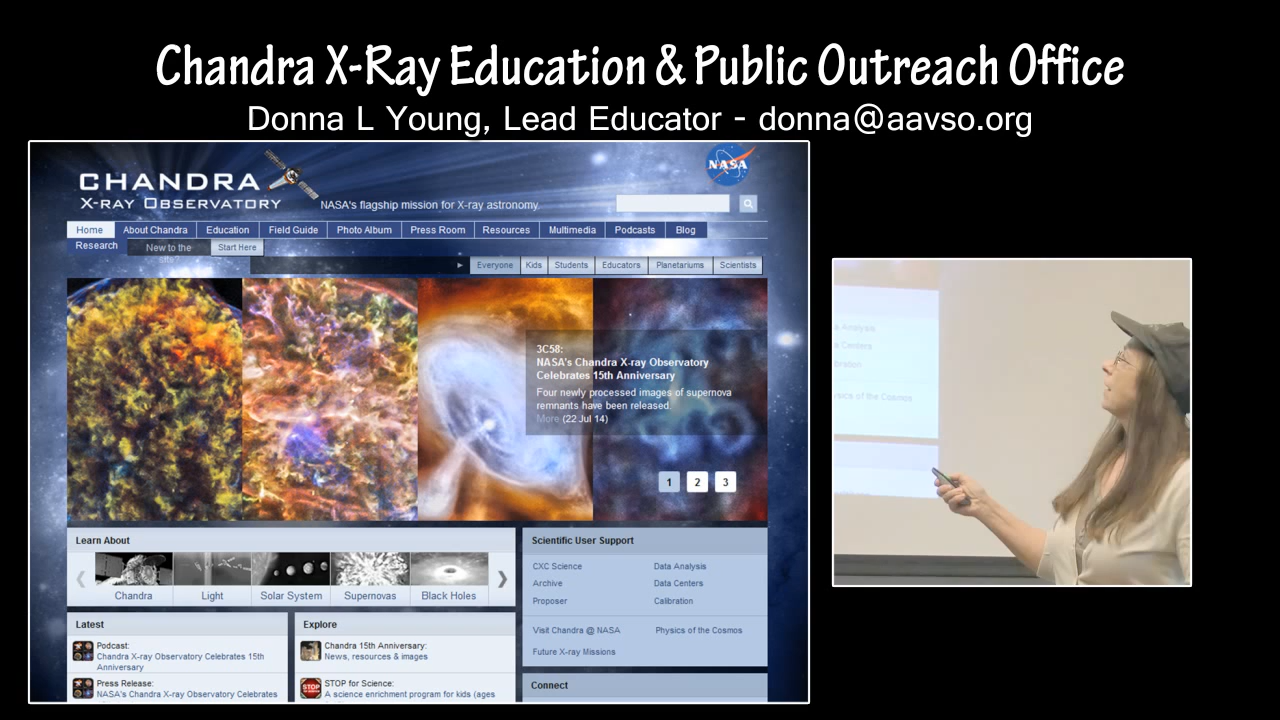 Chandra X-Ray Education & Public Outreach Office
Donna L Young, Lead Educator - donna@aavso.org
CHANDRA
X-RAY OBSERVATORY
NASA's flagship mission for X-ray astronomy.
NASA
Home About Chandra Education Field Guide Photo Album Press Room Resources Multimedia Podcasts Blog
Research New to the site? Start Here
Everyone Kids Students Educators Planetariums Scientists
3C58:
NASA's Chandra X-ray Observatory
Celebrates 15th Anniversary
Four newly processed images of supernova
remnants have been released.
More (22 Jul 14)
1 2 3
Learn About
Chandra Light Solar System Supernovas Black Holes
Scientific User Support
CXC Science Data Analysis
Archive Data Centers
Proposer Calibration
Visit Chandra @ NASA Physics of the Cosmos
Future X-ray Missions
Connect
Latest
Podcast:
Chandra X-ray Observatory Celebrates 15th
Anniversary
Press Release:
NASA's Chandra X-ray Observatory Celebrates
Explore
Chandra 15th Anniversary:
News, resources & images
STOP for Science:
A science enrichment program for kids (ages
STOP
Analysis
Centers
sics of the Cosmos